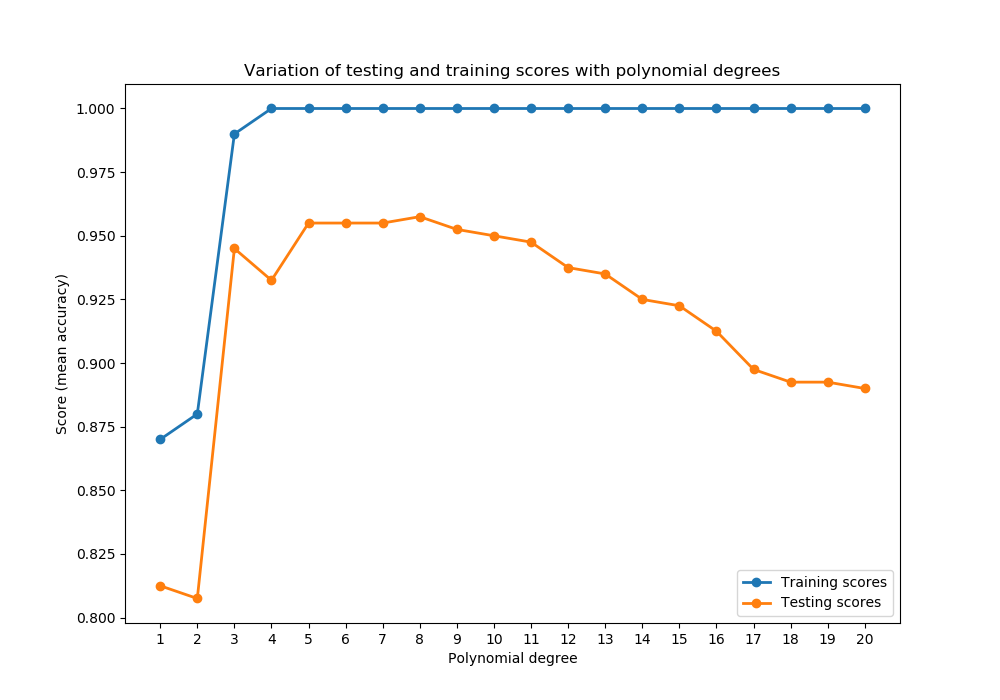 Variation of testing and training scores with polynomial degrees
1.000
0.975
0.950
0.925
0.900
0.875
0.850
0.825
0.800
Score (mean accuracy)
Training scores
Testing scores
1 2 3 4 5 6 7 8 9 10 11 12 13 14 15 16 17 18 19 20
Polynomial degree